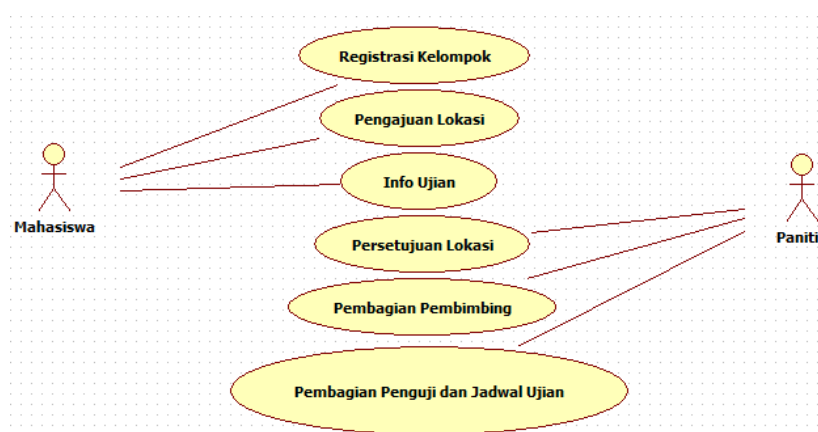 Registrasi Kelompok
Pengajuan Lokasi
Info Ujian
Mahasiswa
Persetujuan Lokasi
Paniti
Pembagian Pembimbing
Pembagian Penguji dan Jadwal Ujian